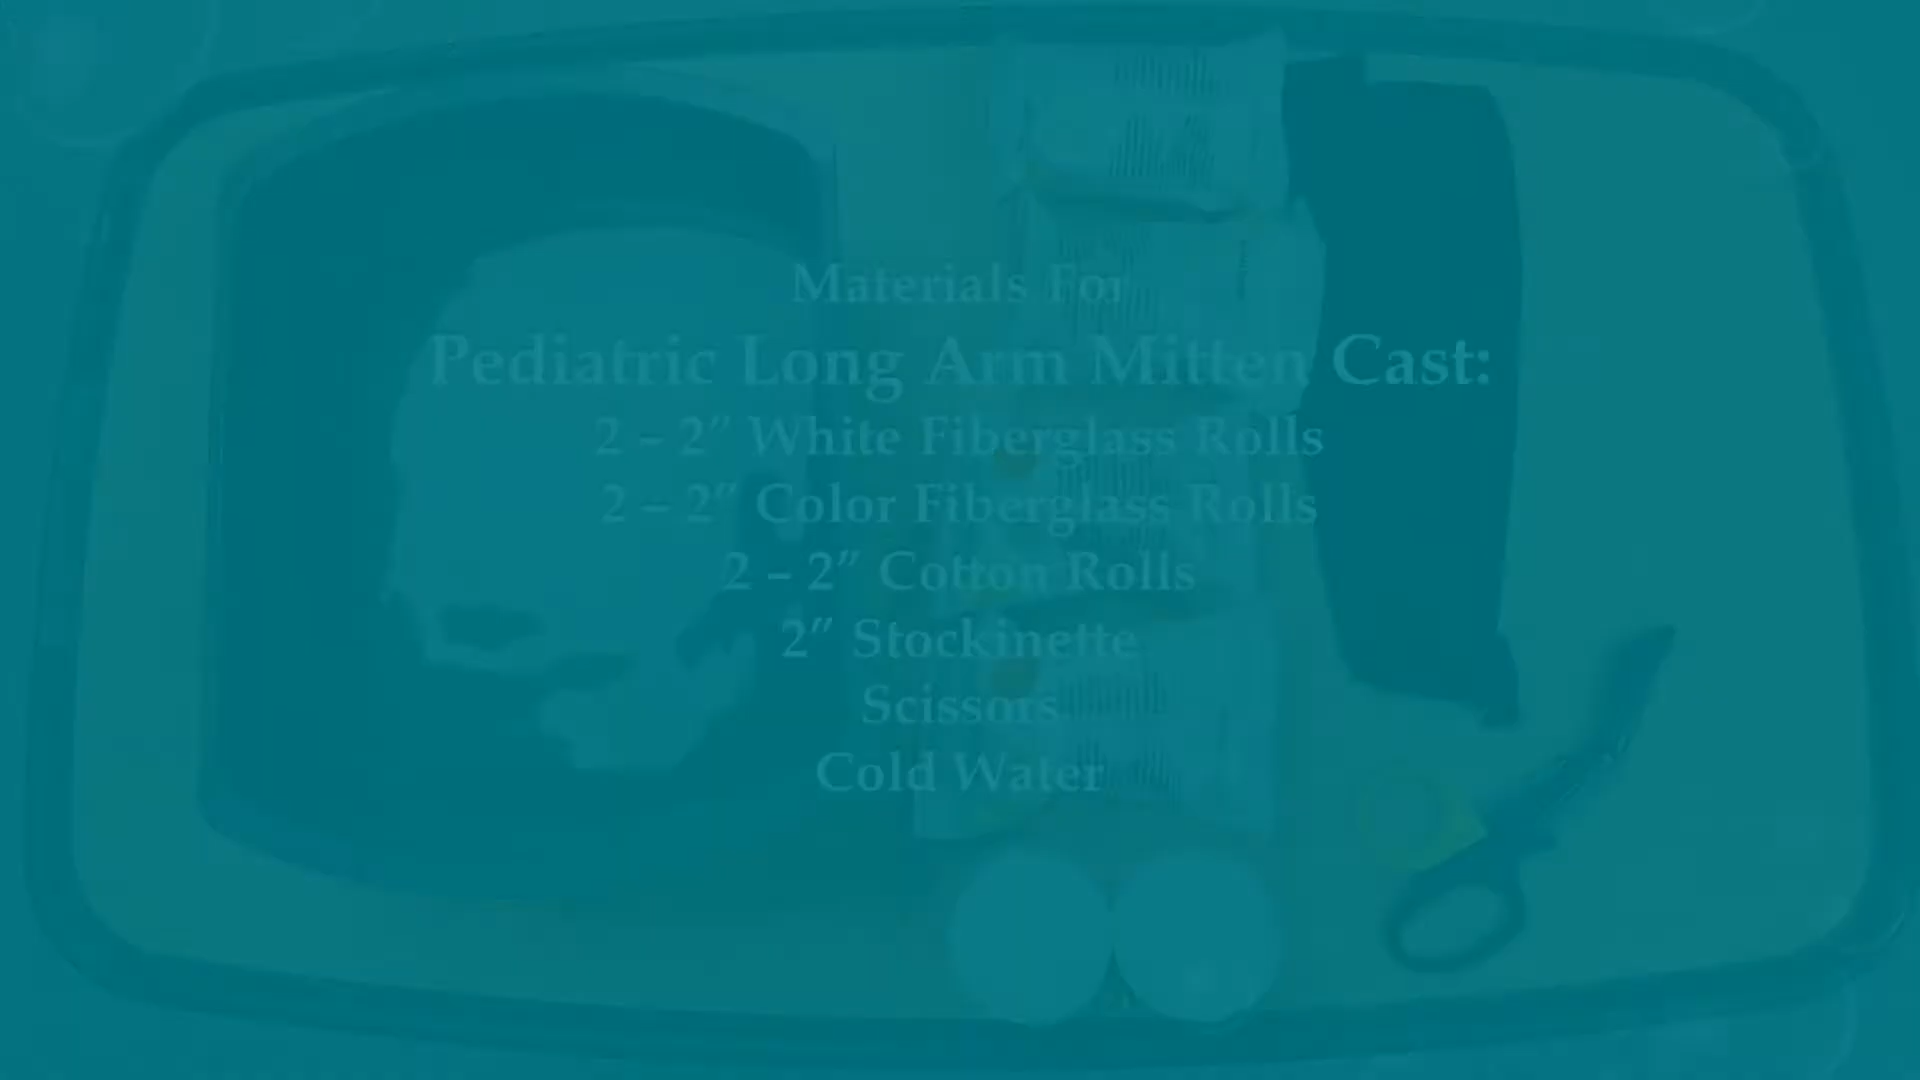 Materials For
Pediatric Long Arm Mitten Cast:
2 – 2” White Fiberglass Rolls
2 – 2” Color Fiberglass Rolls
2 – 2” Cotton Rolls
2” Stockinette
Scissors
Cold Water